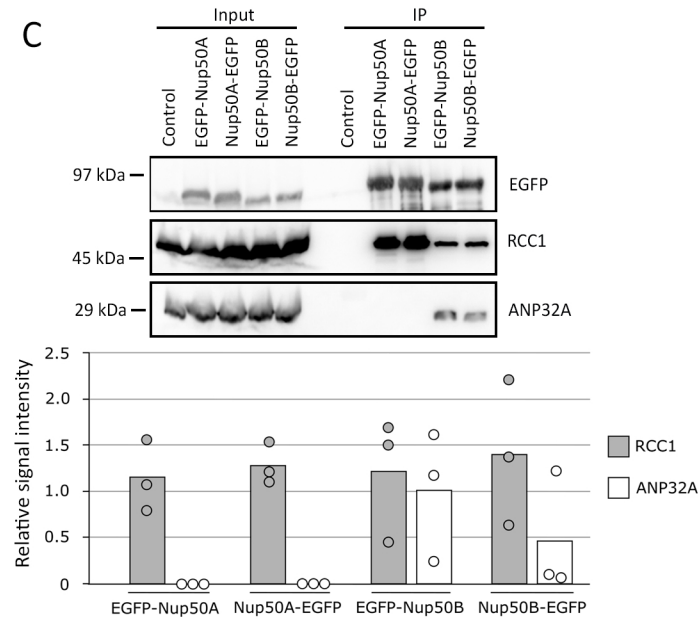 C
Input
IP
Control
EGFP-Nup50A
Nup50A-EGFP
EGFP-Nup50B
Nup50B-EGFP
Control
EGFP-Nup50A
Nup50A-EGFP
EGFP-Nup50B
Nup50B-EGFP
97 kDa
EGFP
RCC1
45 kDa
29 kDa
ANP32A
2.5
2.0
1.5
1.0
0.5
0
Relative signal intensity
RCC1
ANP32A
EGFP-Nup50A
Nup50A-EGFP
EGFP-Nup50B
Nup50B-EGFP